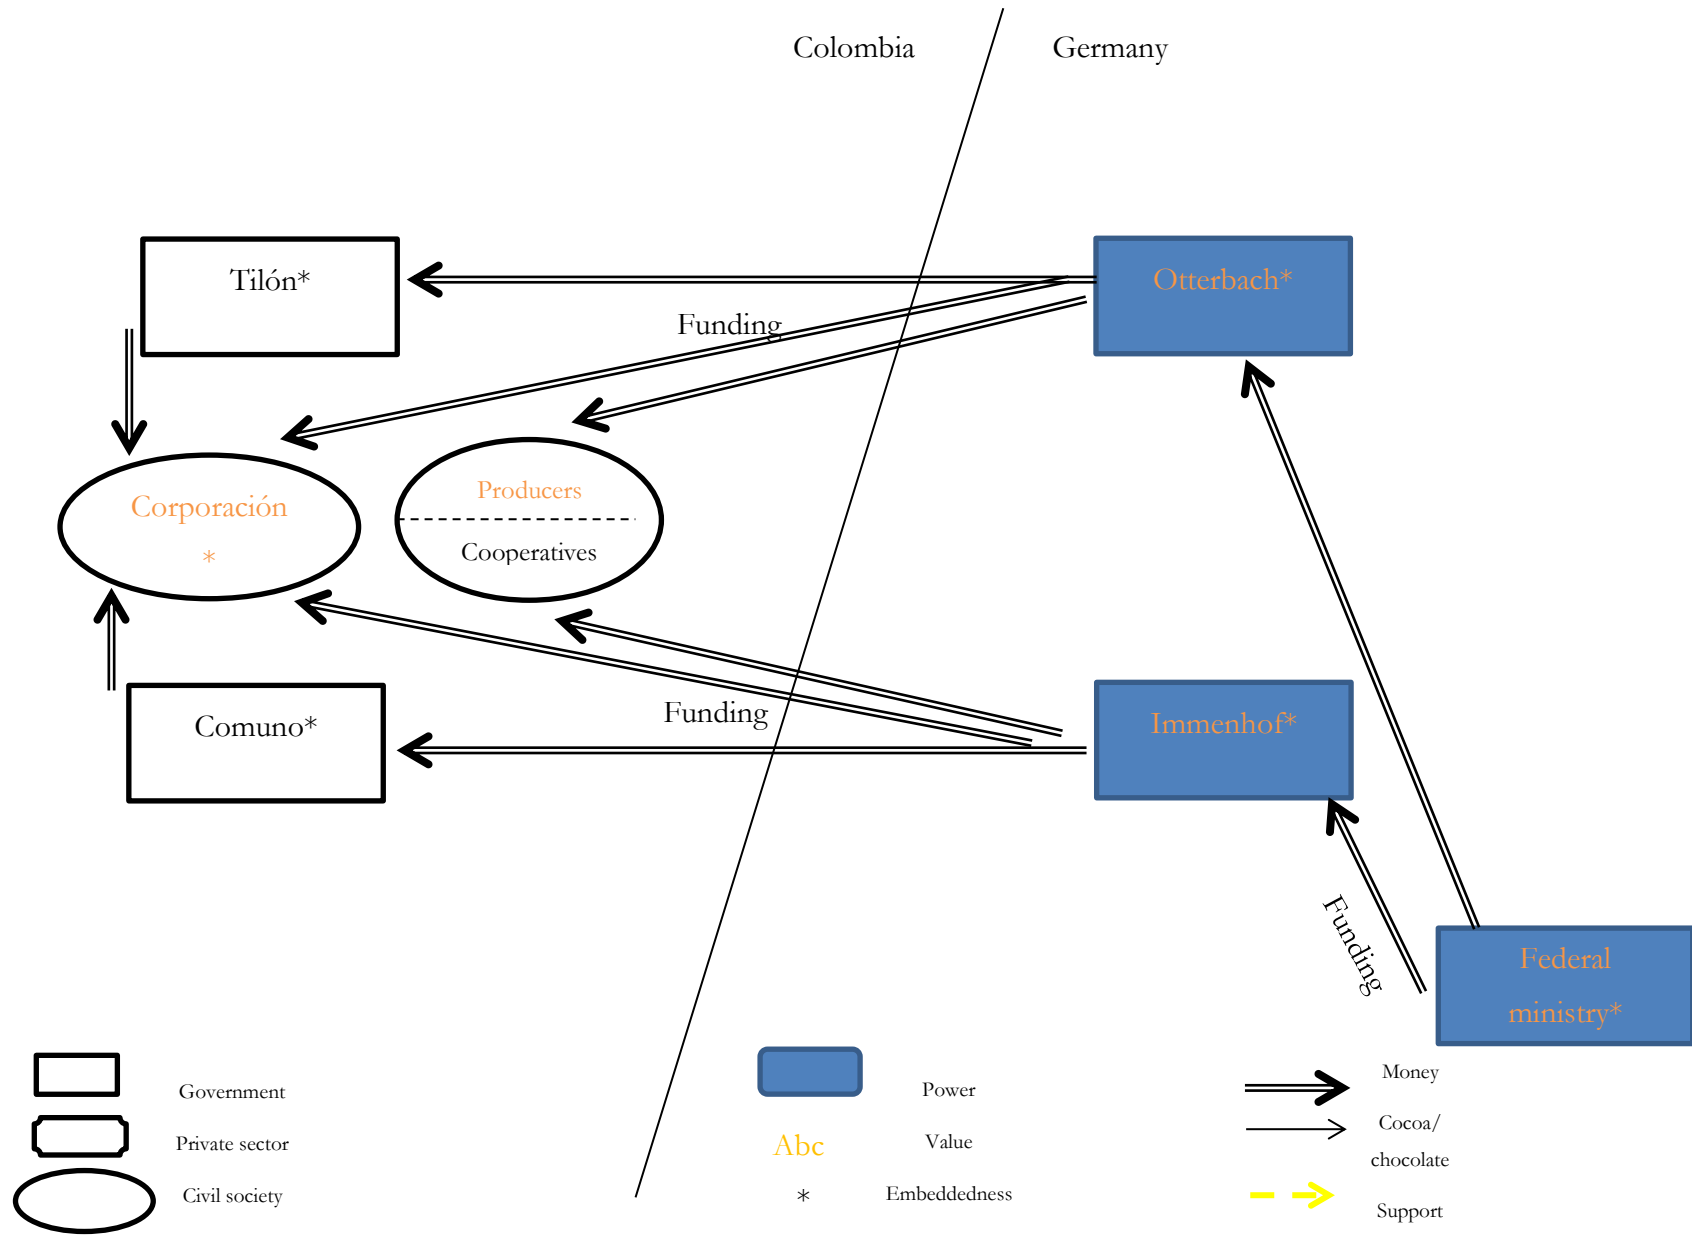 Colombia
Germany
Tilón*
Otterbach*
Funding
Corporación
*
Producers
Cooperatives
Comuno*
Funding
Immenhof*
Funding
Federal
ministry*
Government
Private sector
Civil society
Power
Abc
Value
*
Embeddedness
Money
Cocoa/
chocolate
Support